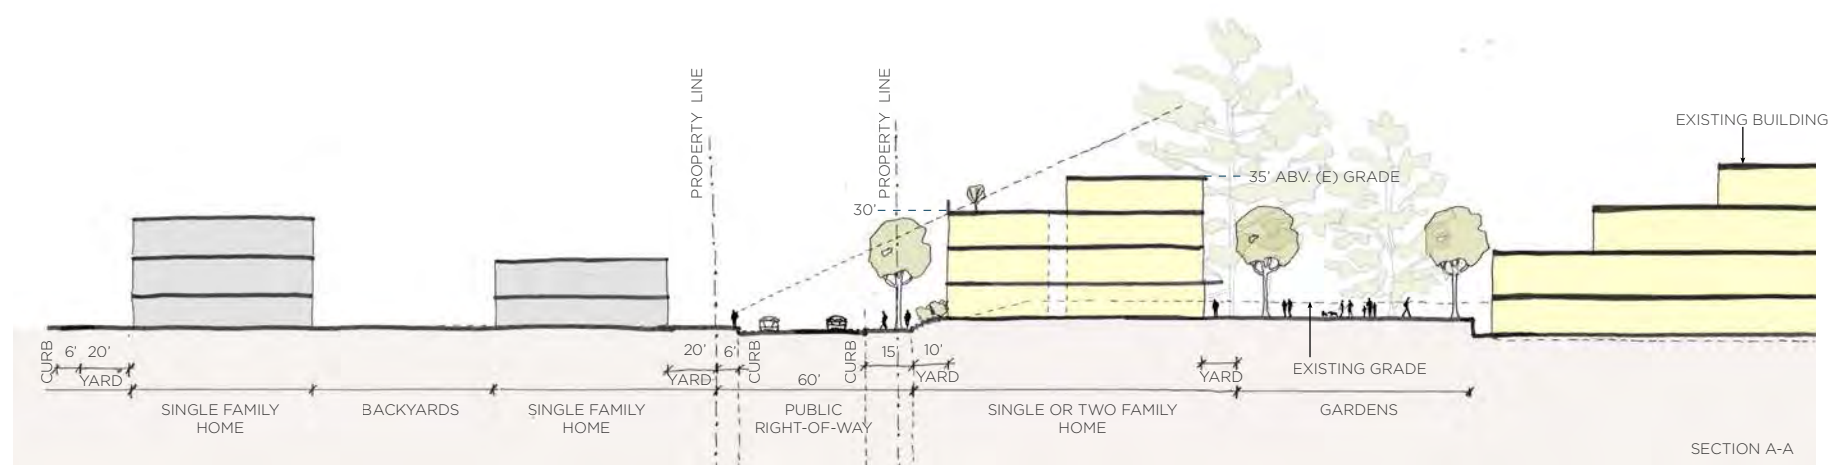 PROPERTY LINE
PROPERTY LINE
EXISTING BUILDING
35' ABV. (E) GRADE
30'
CURB
6'
20'
YARD
20'
6'
YARD
CURB
60'
CURB
15'
10'
YARD
YARD
EXISTING GRADE
SINGLE FAMILY
HOME
BACKYARDS
SINGLE FAMILY
HOME
PUBLIC
RIGHT-OF-WAY
SINGLE OR TWO FAMILY
HOME
GARDENS
SECTION A-A